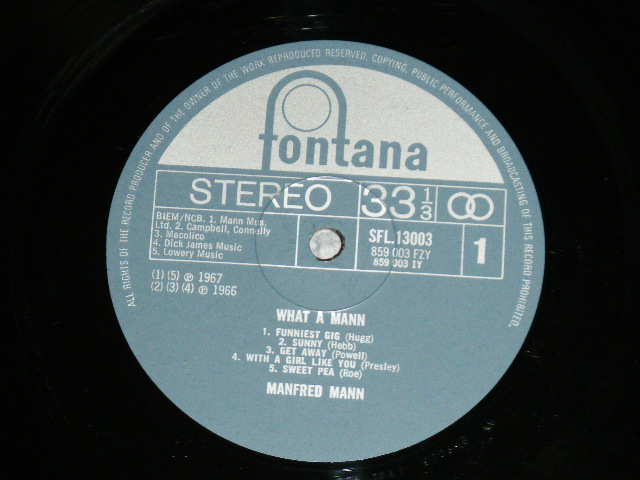 ALL RIGHTS OF THE RECORD PRODUCER AND OF THE OWNER OF THE WORK REPRODUCED RESERVED. COPYING, PUBLIC PERFORMANCE AND BROADCASTING OF THIS RECORD PROHIBITED.
fontana
STEREO 33 1/3
BIEM/NCB. 1. Mann Mus.
Ltd. 2. Campbell, Connelly
3. Mecolico
4. Dick James Music
5. Lowery Music
SFL.13003
859 003 FZY
859 003 1Y
1
(1) (5) ℗ 1967
(2) (3) (4) ℗ 1966
WHAT A MANN
1. FUNNIEST GIG (Hugg)
2. SUNNY (Hebb)
3. GET AWAY (Powell)
4. WITH A GIRL LIKE YOU (Presley)
5. SWEET PEA (Roe)
MANFRED MANN